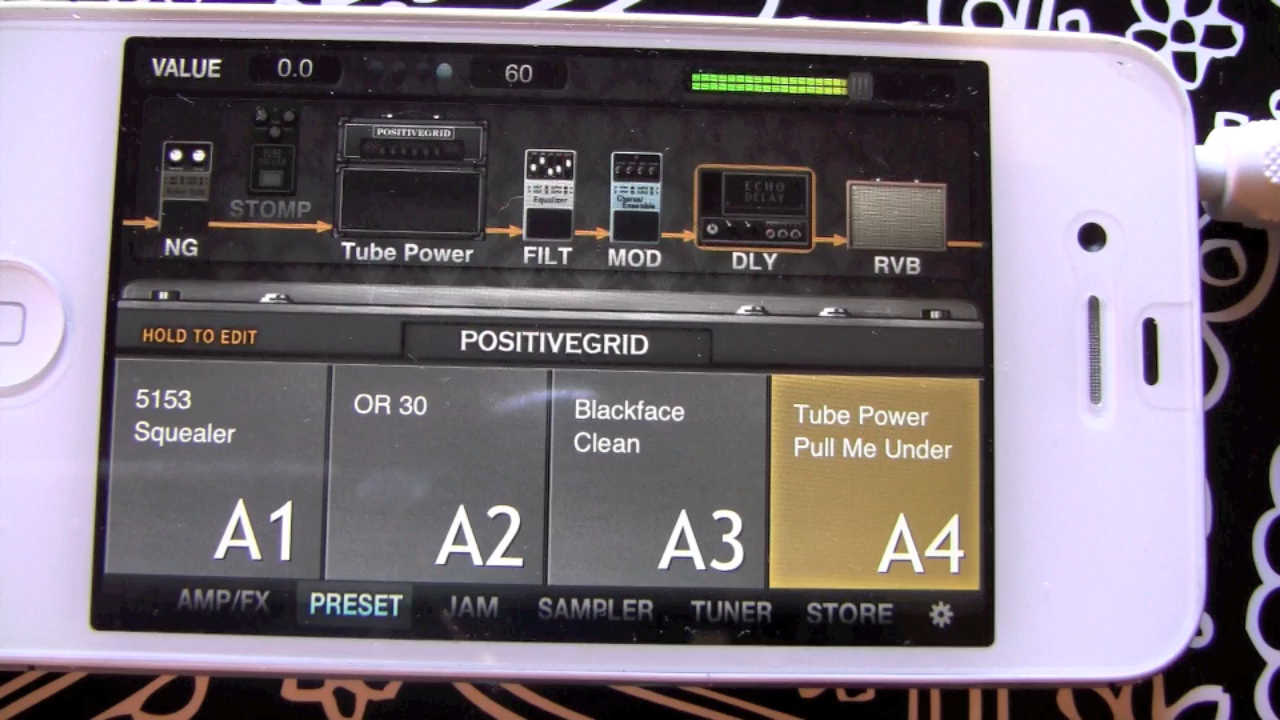 VALUE 0.0 60
POSITIVEGRID
STOMP
Equalizer
Chorus/
Ensemble
ECHO
DELAY
NG Tube Power FILT MOD DLY RVB
HOLD TO EDIT POSITIVEGRID
5153
Squealer
A1
OR 30
A2
Blackface
Clean
A3
Tube Power
Pull Me Under
A4
AMP/FX PRESET JAM SAMPLER TUNER STORE